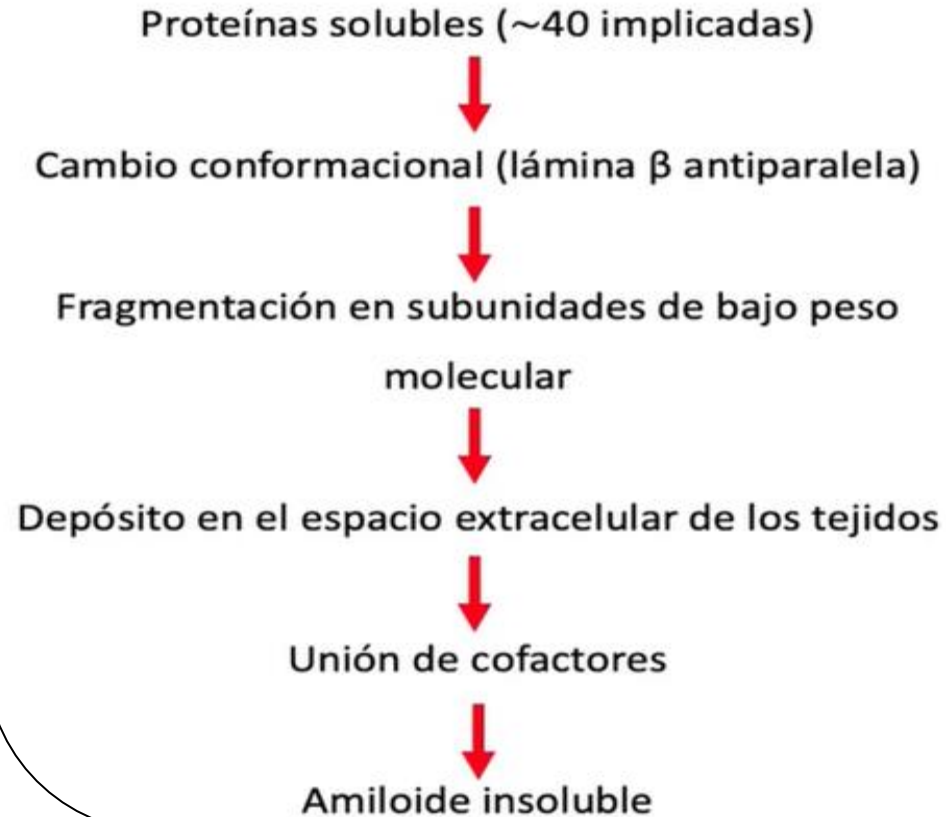 Proteínas solubles (~40 implicadas)
Cambio conformacional (lámina β antiparalela)
Fragmentación en subunidades de bajo peso
molecular
Depósito en el espacio extracelular de los tejidos
Unión de cofactores
Amiloide insoluble